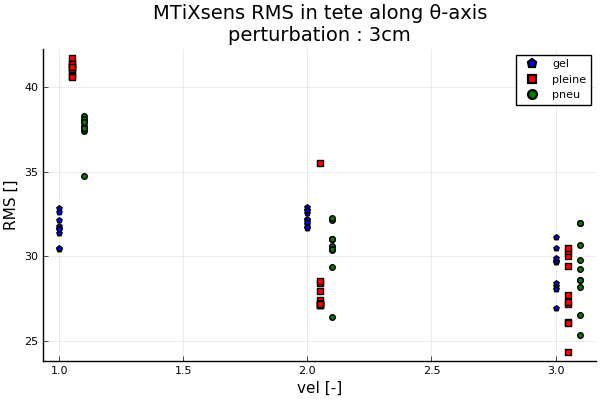 MTiXsens RMS in tete along θ-axis
perturbation : 3cm
gel
pleine
pneu
40
35
30
25
RMS []
1.0
1.5
2.0
2.5
3.0
vel [-]